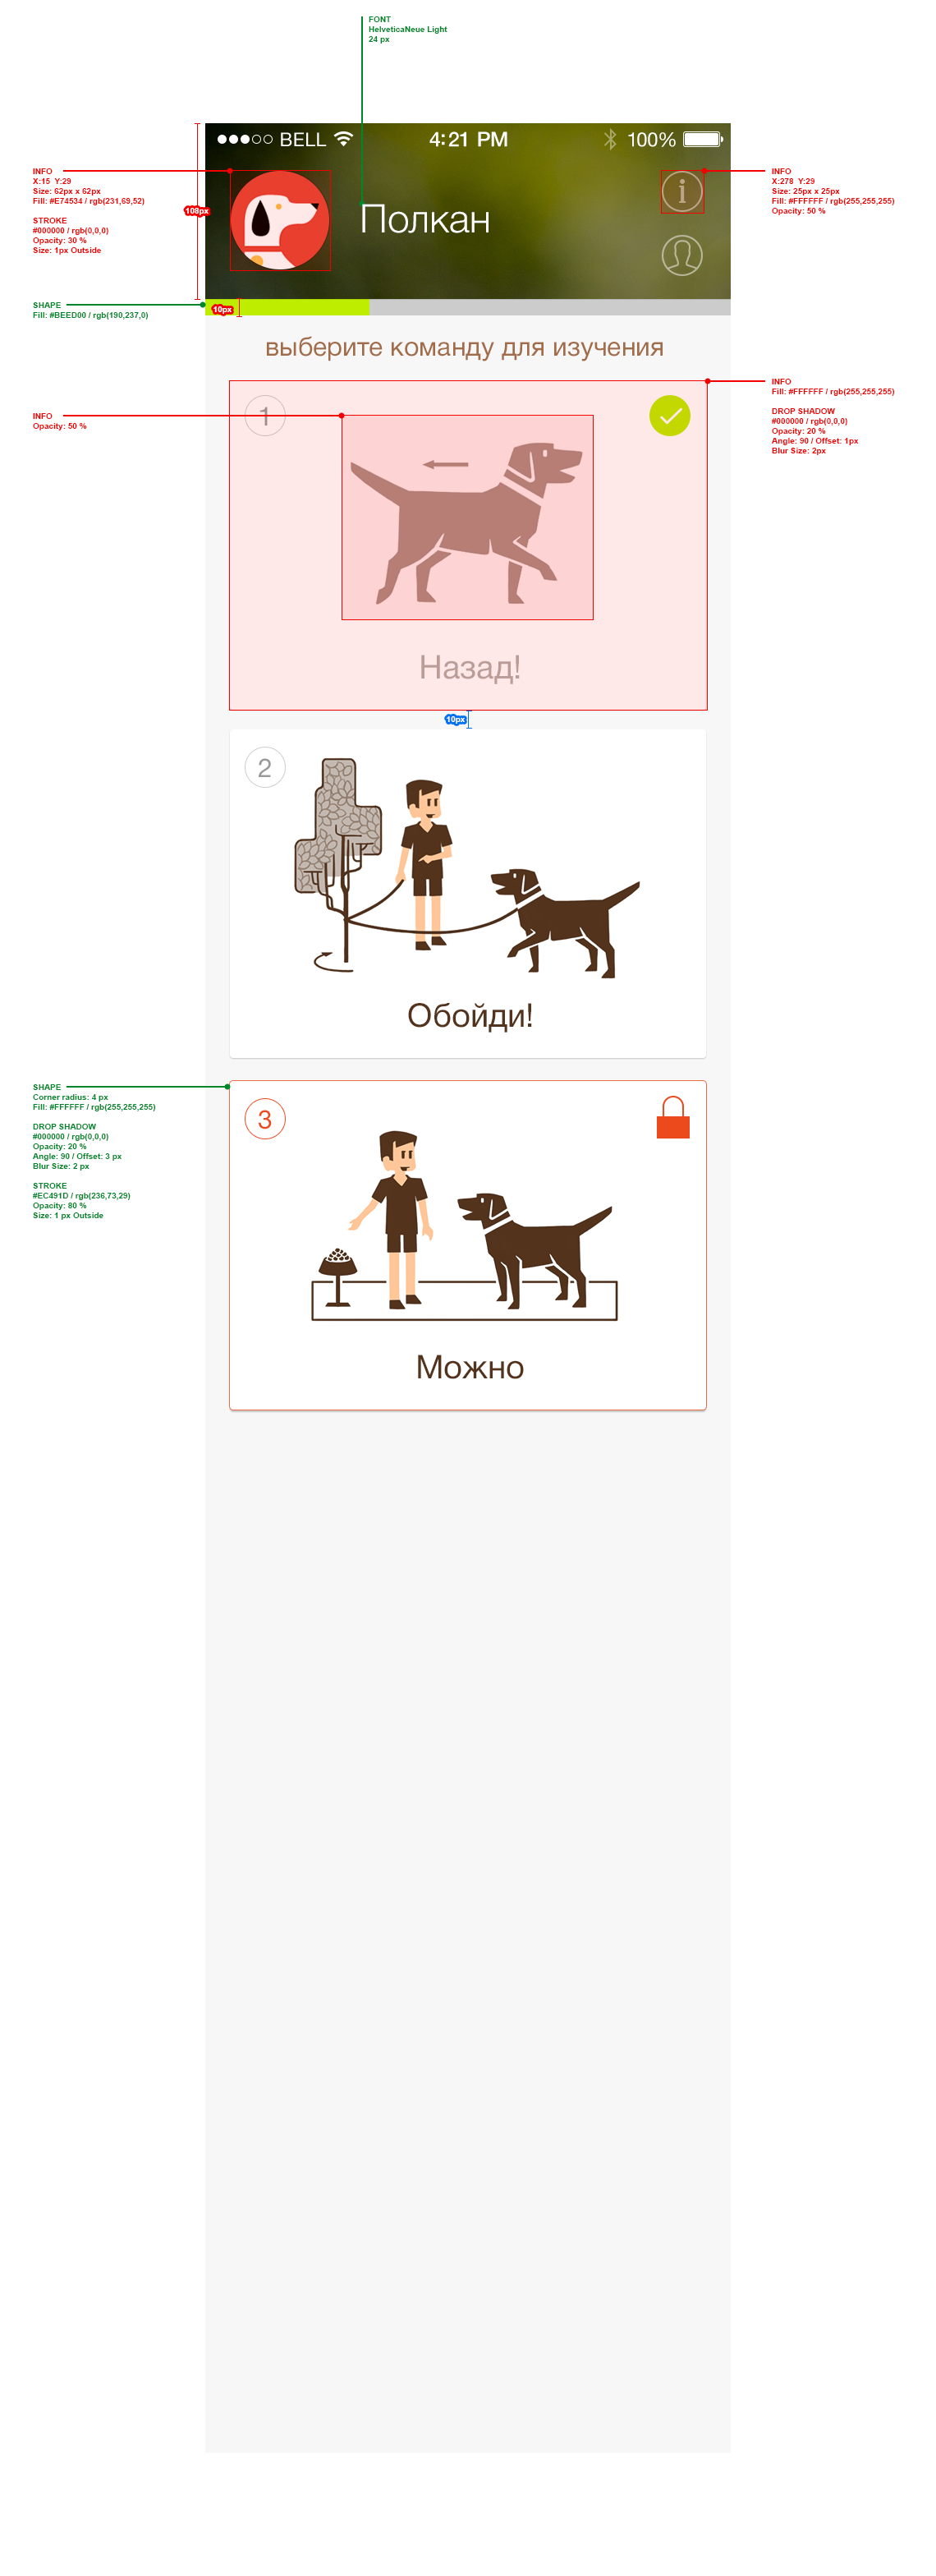 FONT
HelveticaNeue Light
24 px
BELL 4:21 PM 100%
INFO
X:15 Y:29
Size: 62px x 62px
Fill: #E74534 / rgb(231,69,52)
STROKE
#000000 / rgb(0,0,0)
Opacity: 30 %
Size: 1px Outside
108px
Полкан
i
INFO
X:278 Y:29
Size: 25px x 25px
Fill: #FFFFFF / rgb(255,255,255)
Opacity: 50 %
SHAPE
Fill: #BEED00 / rgb(190,237,0)
10px
выберите команду для изучения
INFO
Fill: #FFFFFF / rgb(255,255,255)
DROP SHADOW
#000000 / rgb(0,0,0)
Opacity: 20 %
Angle: 90 / Offset: 1px
Blur Size: 2px
INFO
Opacity: 50 %
1
Назад!
10px
2
Обойди!
SHAPE
Corner radius: 4 px
Fill: #FFFFFF / rgb(255,255,255)
DROP SHADOW
#000000 / rgb(0,0,0)
Opacity: 20 %
Angle: 90 / Offset: 3 px
Blur Size: 2 px
STROKE
#EC491D / rgb(236,73,29)
Opacity: 80 %
Size: 1 px Outside
3
Можно